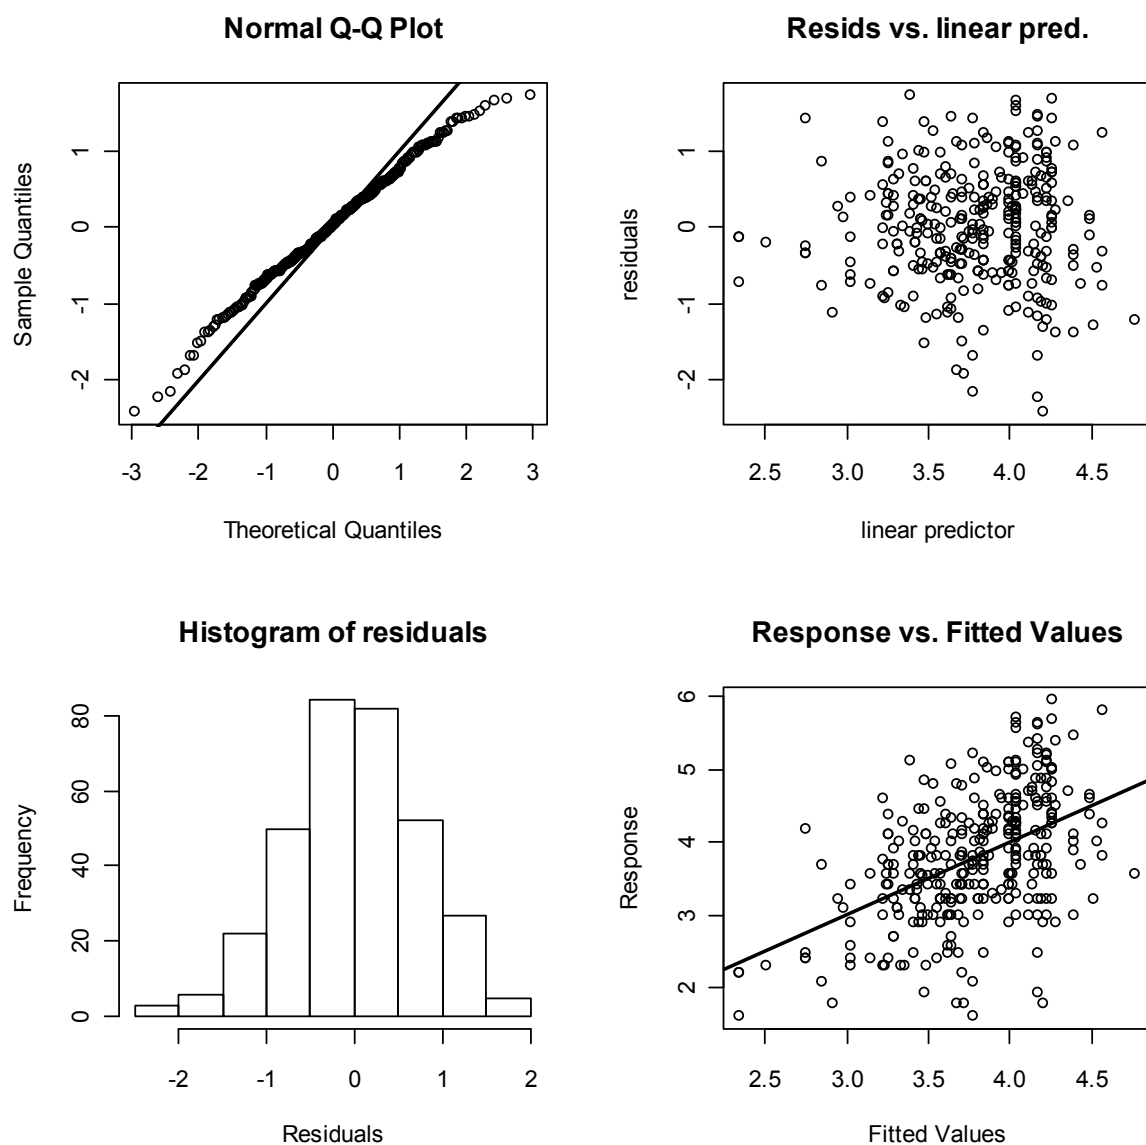 Normal Q-Q Plot
Sample Quantiles
1
0
-1
-2
-3 -2 -1 0 1 2 3
Theoretical Quantiles
Resids vs. linear pred.
residuals
1
0
-1
-2
2.5 3.0 3.5 4.0 4.5
linear predictor
Histogram of residuals
Frequency
80
60
40
20
0
-2 -1 0 1 2
Residuals
Response vs. Fitted Values
Response
6
5
4
3
2
2.5 3.0 3.5 4.0 4.5
Fitted Values